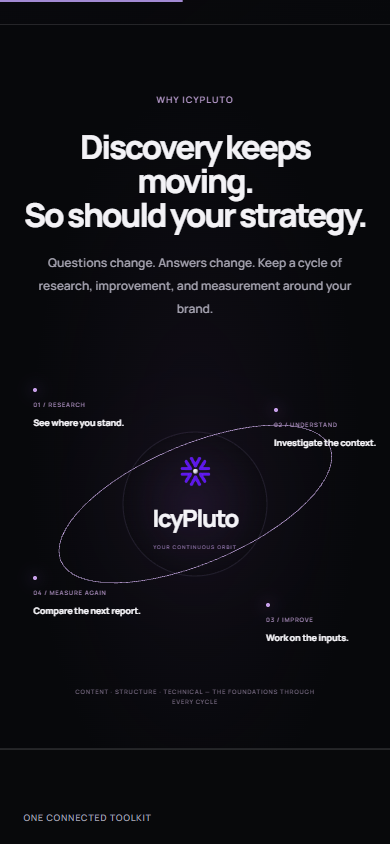 WHY ICYPLUTO
Discovery keeps
moving.
So should your strategy.
Questions change. Answers change. Keep a cycle of
research, improvement, and measurement around your
brand.
01 / RESEARCH
See where you stand.
02 / UNDERSTAND
Investigate the context.
IcyPluto
YOUR CONTINUOUS ORBIT
04 / MEASURE AGAIN
Compare the next report.
03 / IMPROVE
Work on the inputs.
CONTENT · STRUCTURE · TECHNICAL — THE FOUNDATIONS THROUGH
EVERY CYCLE
ONE CONNECTED TOOLKIT